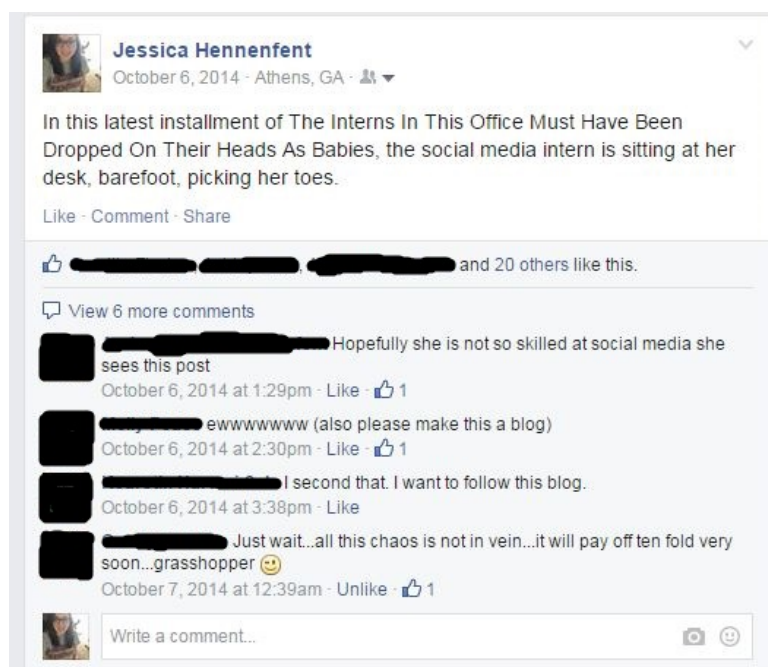 Jessica Hennenfent
October 6, 2014 · Athens, GA ·
In this latest installment of The Interns In This Office Must Have Been
Dropped On Their Heads As Babies, the social media intern is sitting at her
desk, barefoot, picking her toes.
Like · Comment · Share
and 20 others like this.
View 6 more comments
Hopefully she is not so skilled at social media she
sees this post
October 6, 2014 at 1:29pm · Like · 1
ewwwwwww (also please make this a blog)
October 6, 2014 at 2:30pm · Like · 1
I second that. I want to follow this blog.
October 6, 2014 at 3:38pm · Like
Just wait...all this chaos is not in vein...it will pay off ten fold very
soon...grasshopper
October 7, 2014 at 12:39am · Unlike · 1
Write a comment...